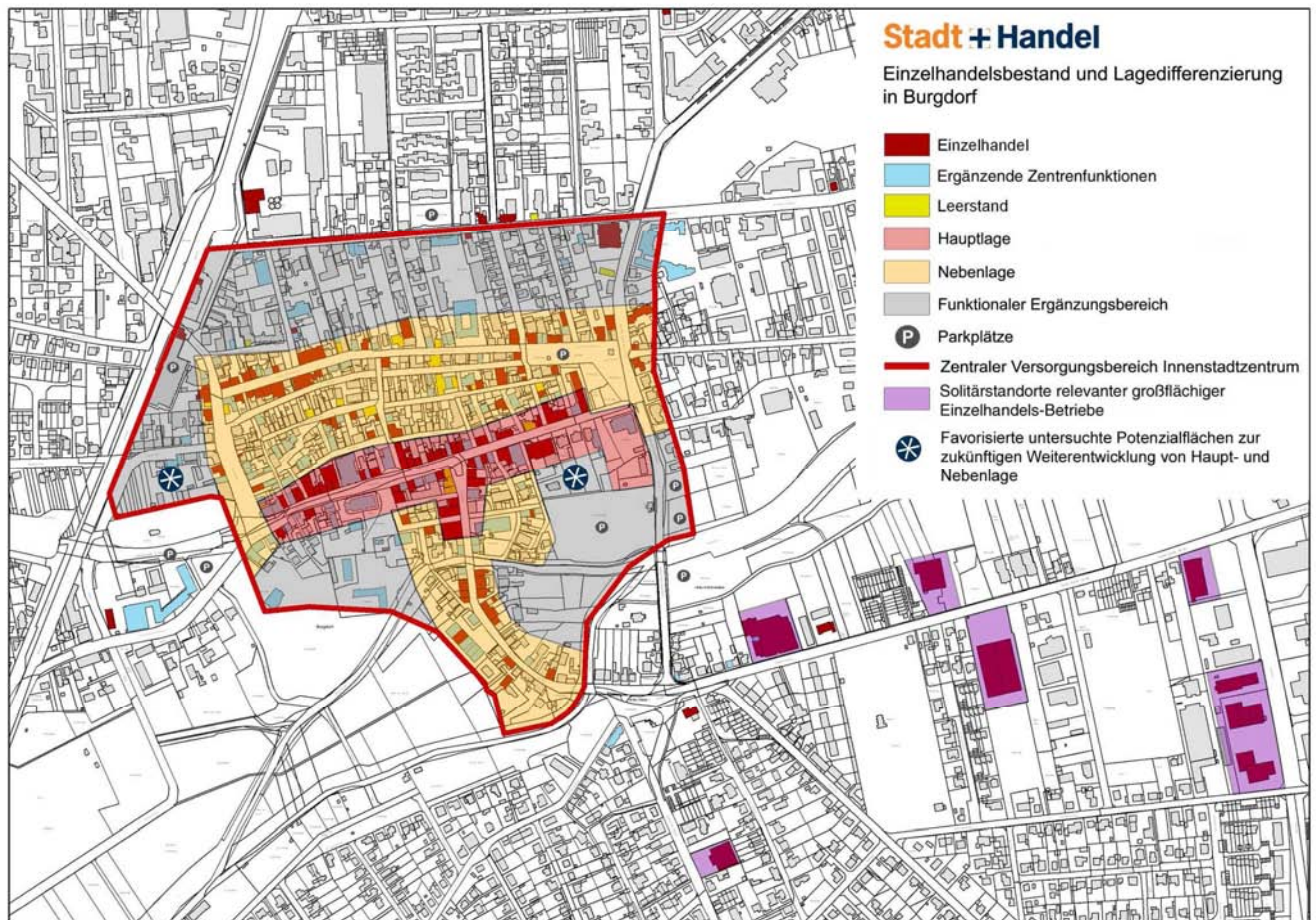 Stadt + Handel
Einzelhandelsbestand und Lagedifferenzierung
in Burgdorf
Einzelhandel
Ergänzende Zentrenfunktionen
Leerstand
Hauptlage
Nebenlage
Funktionaler Ergänzungsbereich
P Parkplätze
Zentraler Versorgungsbereich Innenstadtzentrum
Solitärstandorte relevanter großflächiger
Einzelhandels-Betriebe
Favorisierte untersuchte Potenzialflächen zur
zukünftigen Weiterentwicklung von Haupt- und
Nebenlage
P
P
P
P
P
P
P
P
P